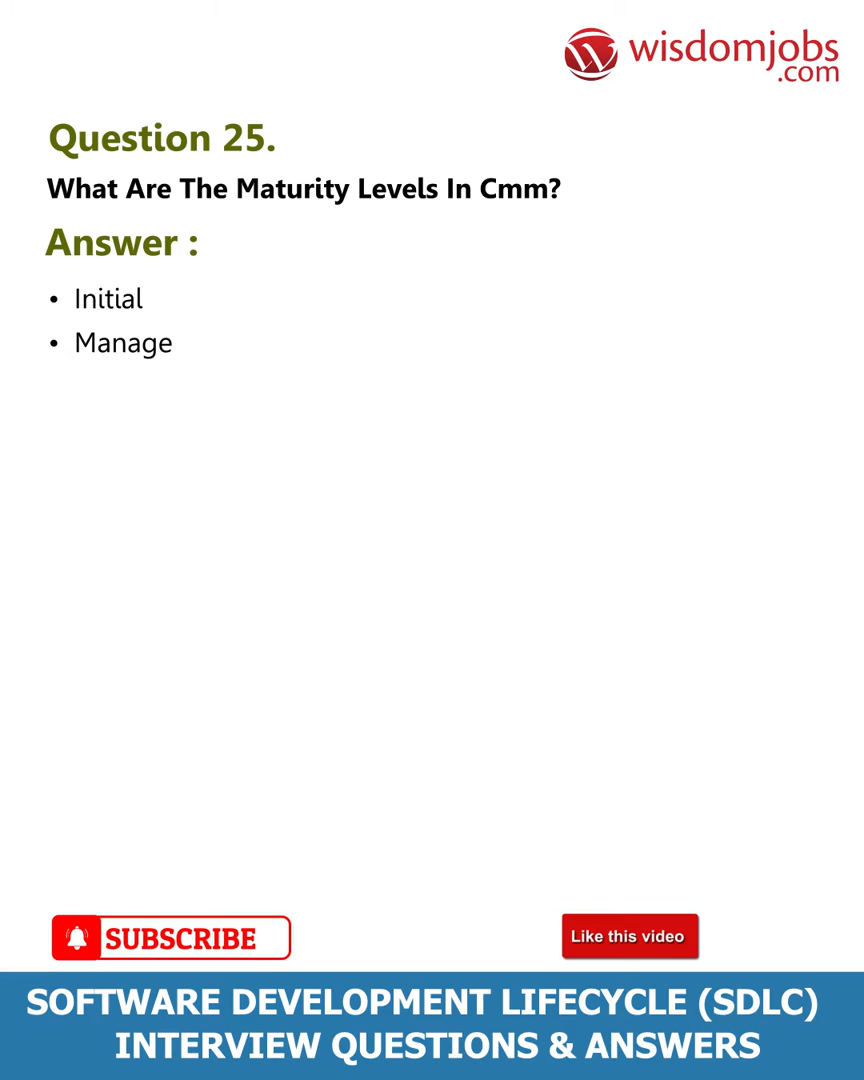 wisdomjobs
.com
Question 25.
What Are The Maturity Levels In Cmm?
Answer :
• Initial
• Manage
SUBSCRIBE
Like this video
SOFTWARE DEVELOPMENT LIFECYCLE (SDLC)
INTERVIEW QUESTIONS & ANSWERS